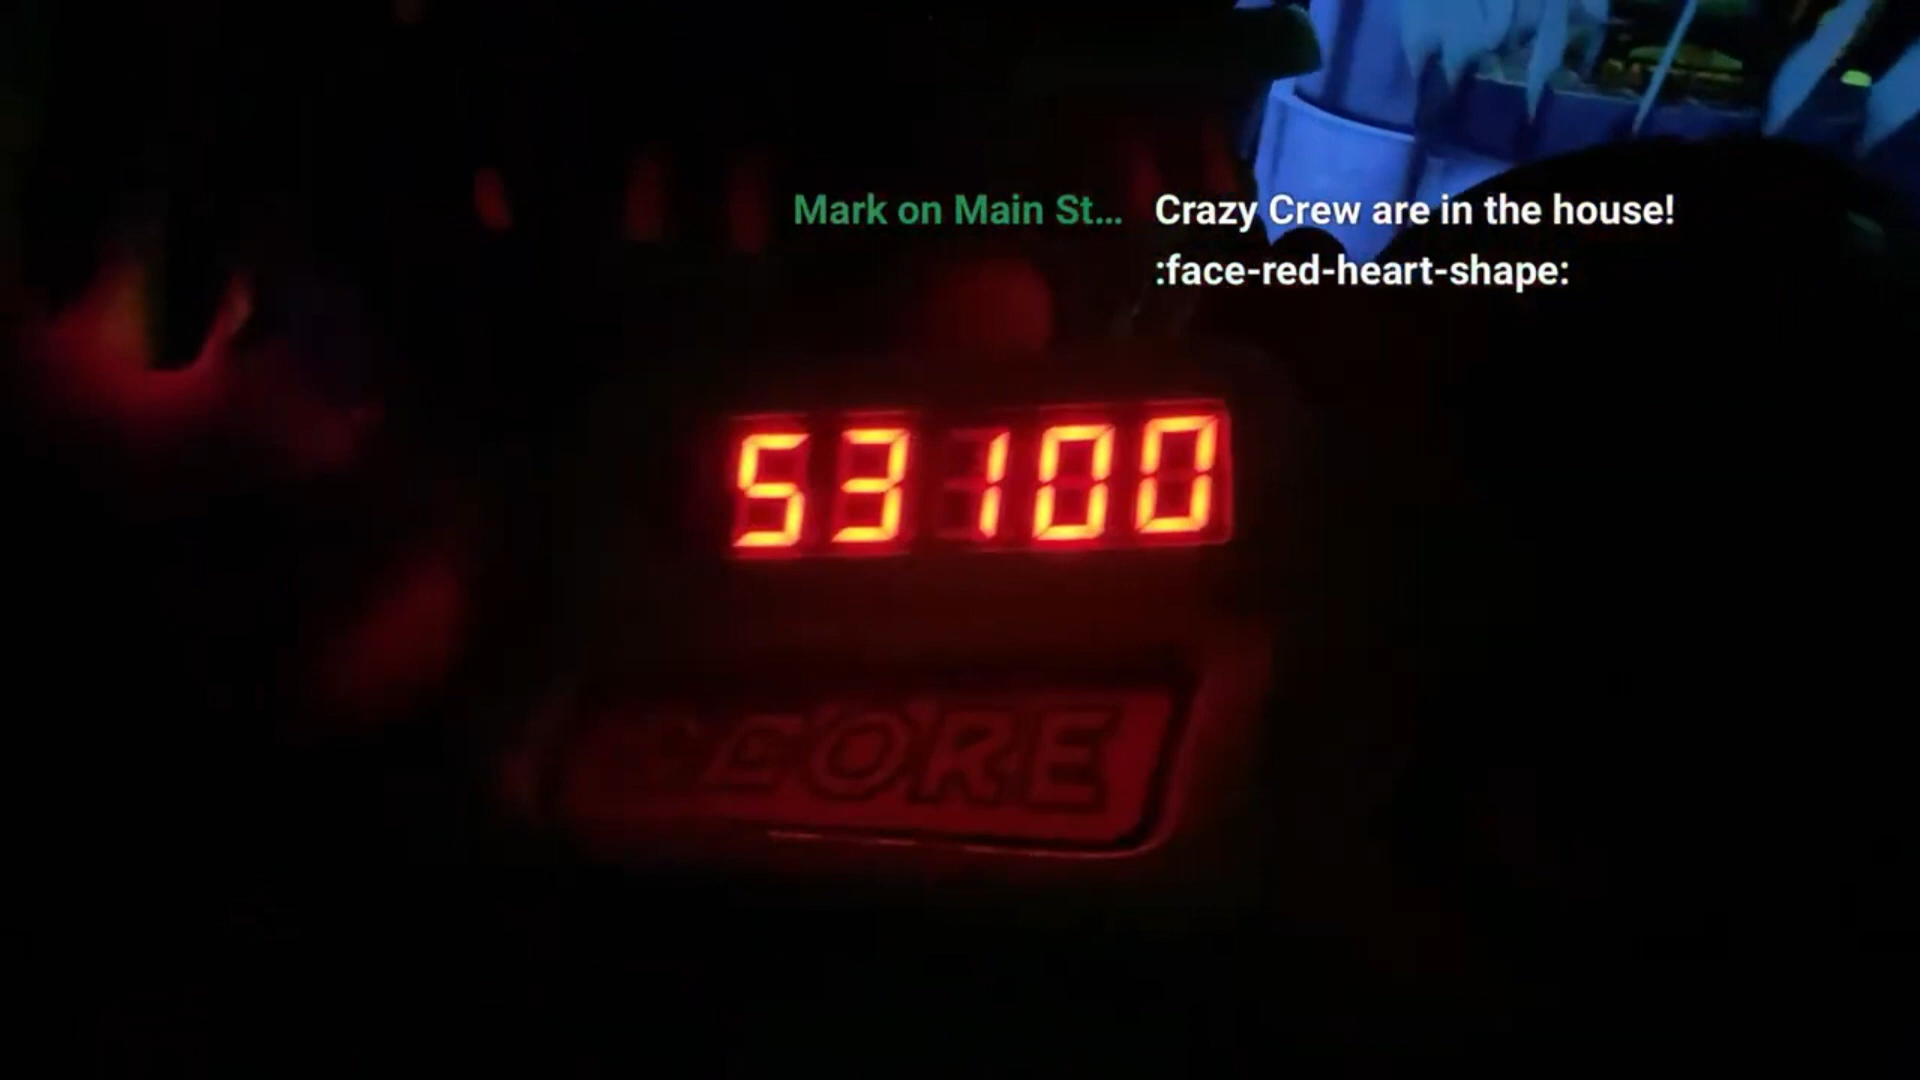 Mark on Main St... Crazy Crew are in the house!
:face-red-heart-shape:
53100
SCORE